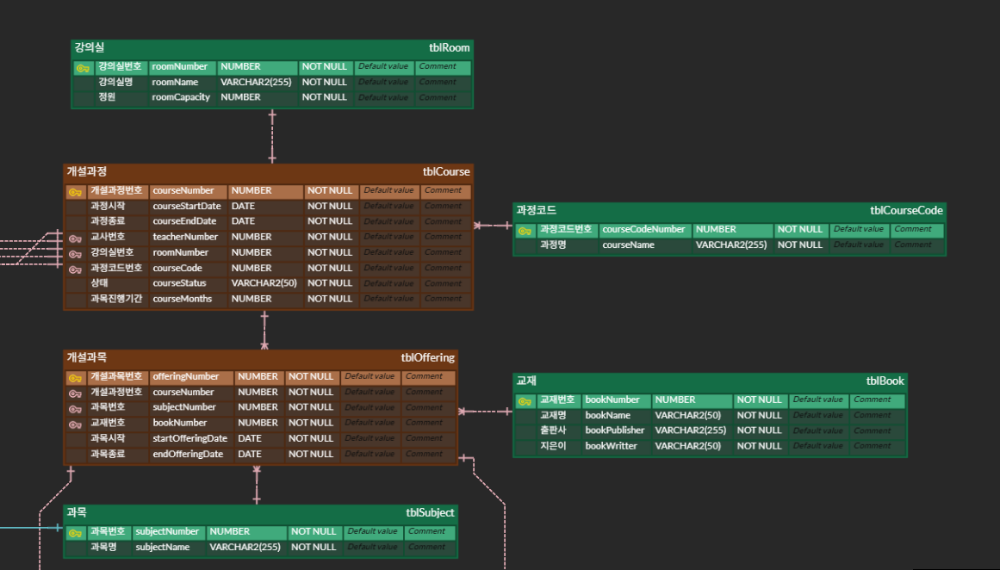 강의실 tblRoom
강의실번호 roomNumber NUMBER NOT NULL Default value Comment
강의실명 roomName VARCHAR2(255) NOT NULL Default value Comment
정원 roomCapacity NUMBER NOT NULL Default value Comment
개설과정 tblCourse
개설과정번호 courseNumber NUMBER NOT NULL Default value Comment
과정시작 courseStartDate DATE NOT NULL Default value Comment
과정종료 courseEndDate DATE NOT NULL Default value Comment
교사번호 teacherNumber NUMBER NOT NULL Default value Comment
강의실번호 roomNumber NUMBER NOT NULL Default value Comment
과정코드번호 courseCode NUMBER NOT NULL Default value Comment
상태 courseStatus VARCHAR2(50) NOT NULL Default value Comment
과목진행기간 courseMonths NUMBER NOT NULL Default value Comment
과정코드 tblCourseCode
과정코드번호 courseCodeNumber NUMBER NOT NULL Default value Comment
과정명 courseName VARCHAR2(255) NOT NULL Default value Comment
개설과목 tblOffering
개설과목번호 offeringNumber NUMBER NOT NULL Default value Comment
개설과정번호 courseNumber NUMBER NOT NULL Default value Comment
과목번호 subjectNumber NUMBER NOT NULL Default value Comment
교재번호 bookNumber NUMBER NOT NULL Default value Comment
과목시작 startOfferingDate DATE NOT NULL Default value Comment
과목종료 endOfferingDate DATE NOT NULL Default value Comment
교재 tblBook
교재번호 bookNumber NUMBER NOT NULL Default value Comment
교재명 bookName VARCHAR2(50) NOT NULL Default value Comment
출판사 bookPublisher VARCHAR2(255) NOT NULL Default value Comment
지은이 bookWritter VARCHAR2(50) NOT NULL Default value Comment
과목 tblSubject
과목번호 subjectNumber NUMBER NOT NULL Default value Comment
과목명 subjectName VARCHAR2(255) NOT NULL Default value Comment